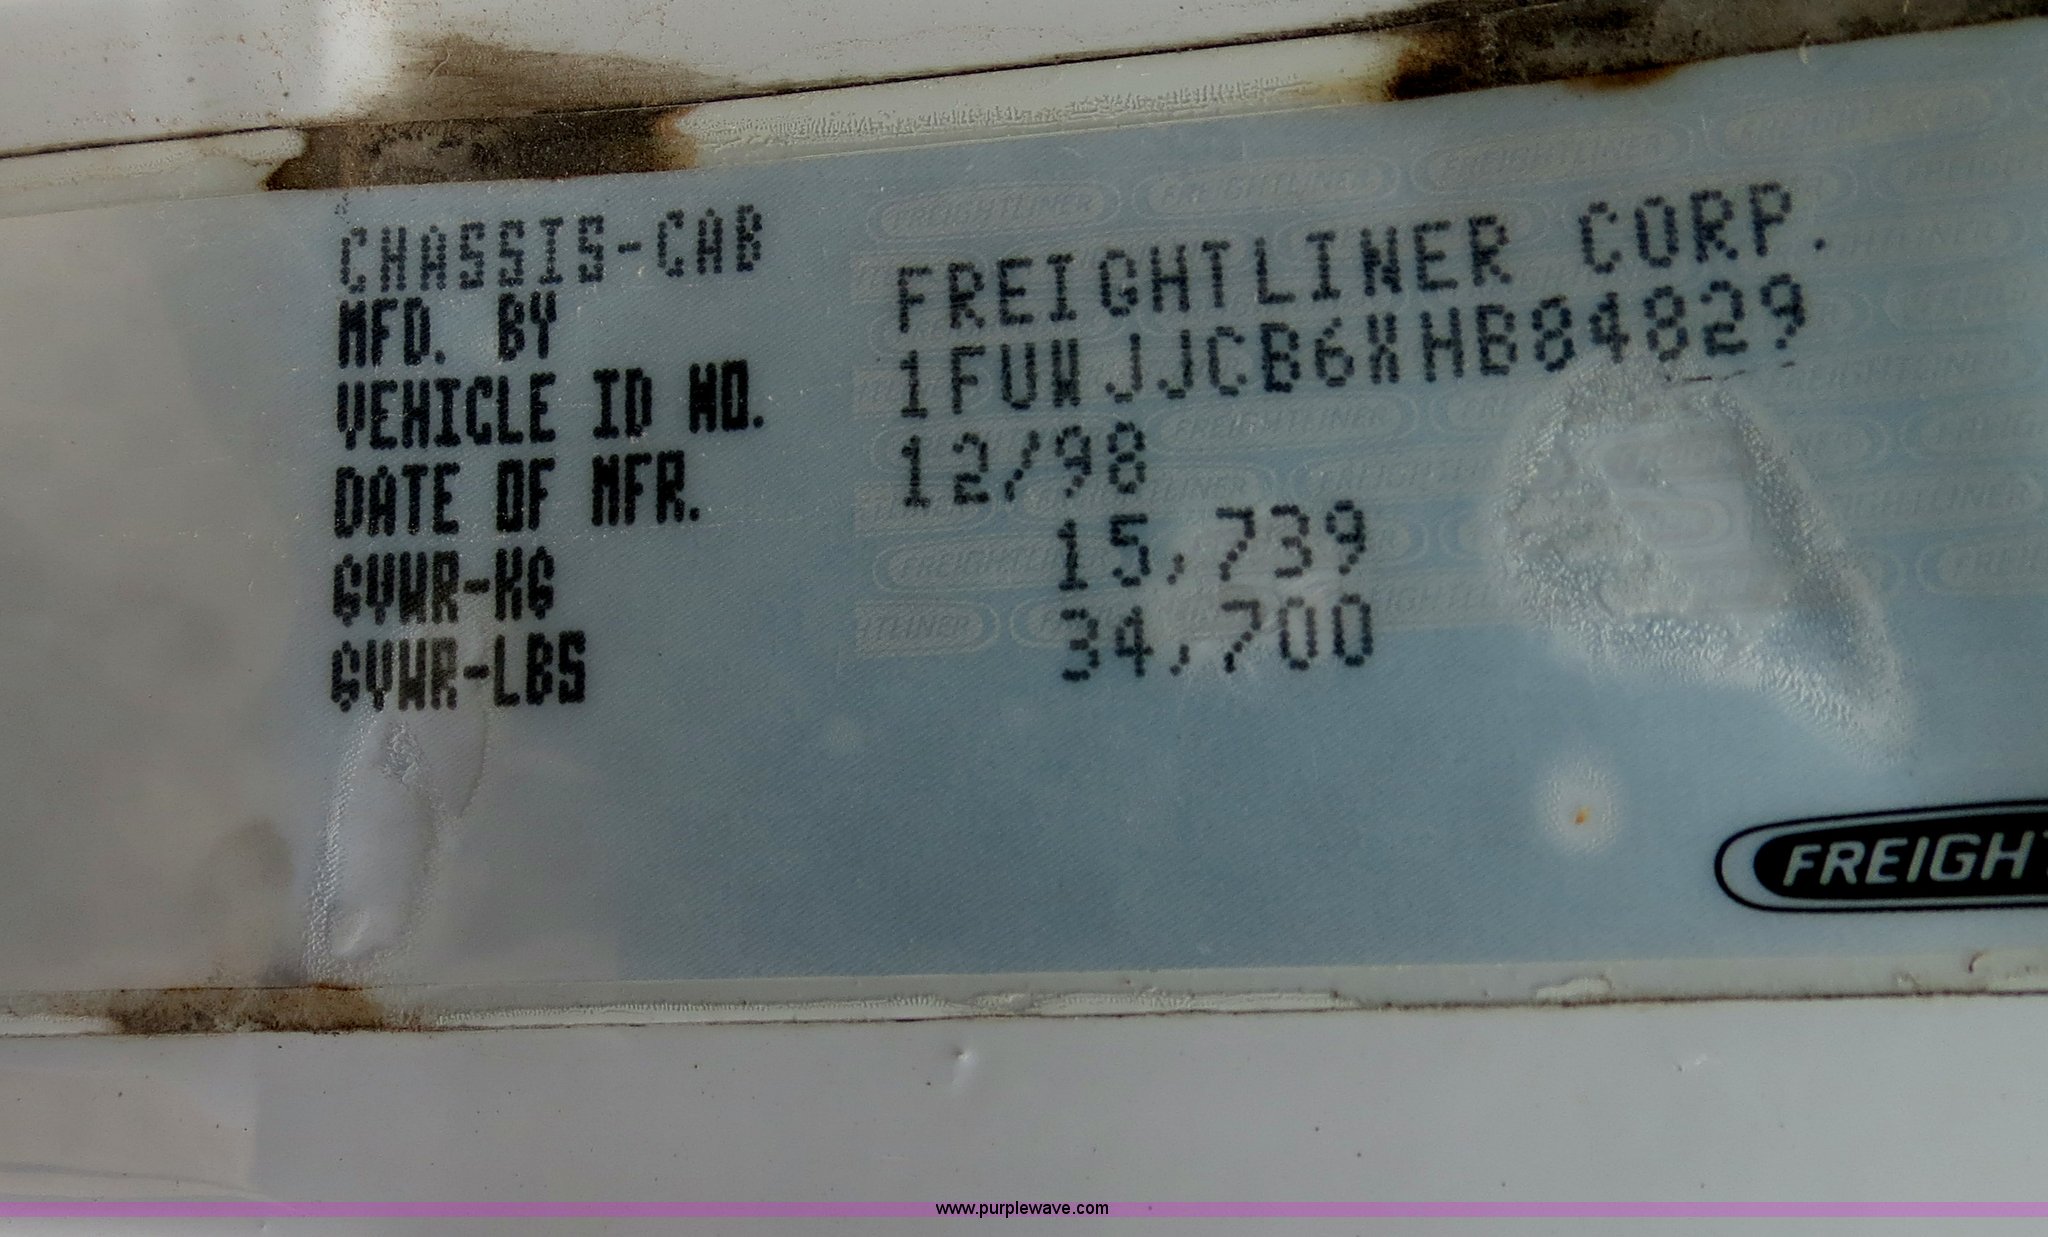 CHASSIS-CAB
MFD. BY FREIGHTLINER CORP.
VEHICLE ID NO. 1FUWJJCB6XHB84829
DATE OF MFR. 12/98
GVWR-KG 15,739
GVWR-LBS 34,700
FREIGH
www.purplewave.com